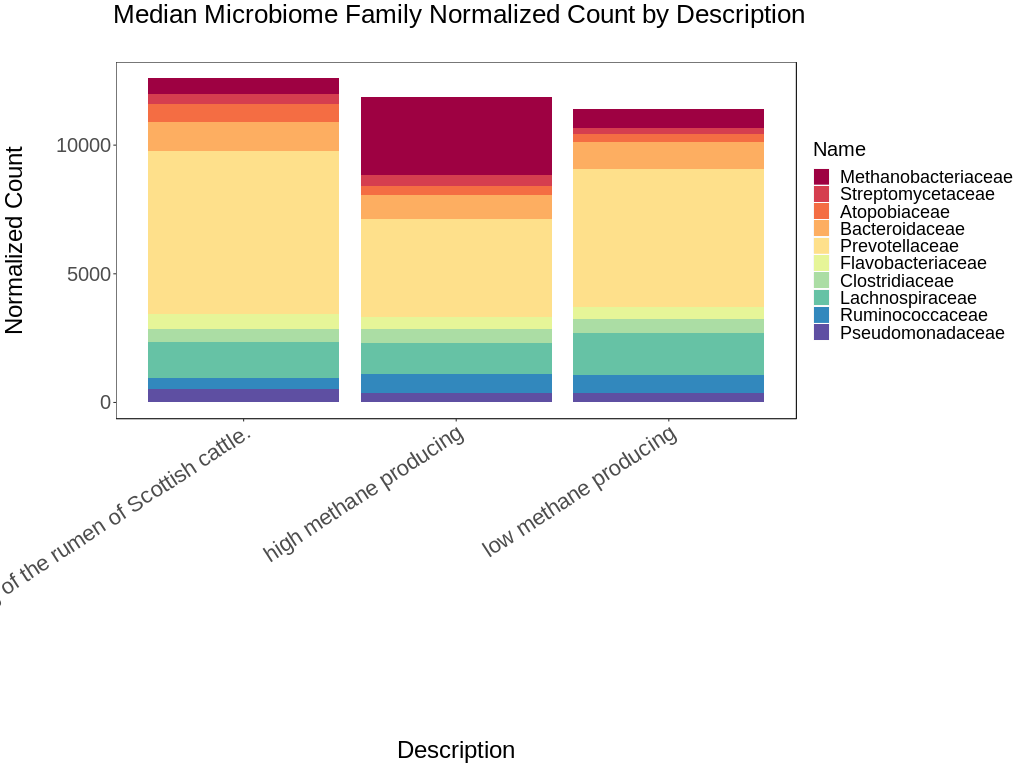 Median Microbiome Family Normalized Count by Description
Normalized Count
10000
5000
0
of the rumen of Scottish cattle.
high methane producing
low methane producing
Description
Name
Methanobacteriaceae
Streptomycetaceae
Atopobiaceae
Bacteroidaceae
Prevotellaceae
Flavobacteriaceae
Clostridiaceae
Lachnospiraceae
Ruminococcaceae
Pseudomonadaceae